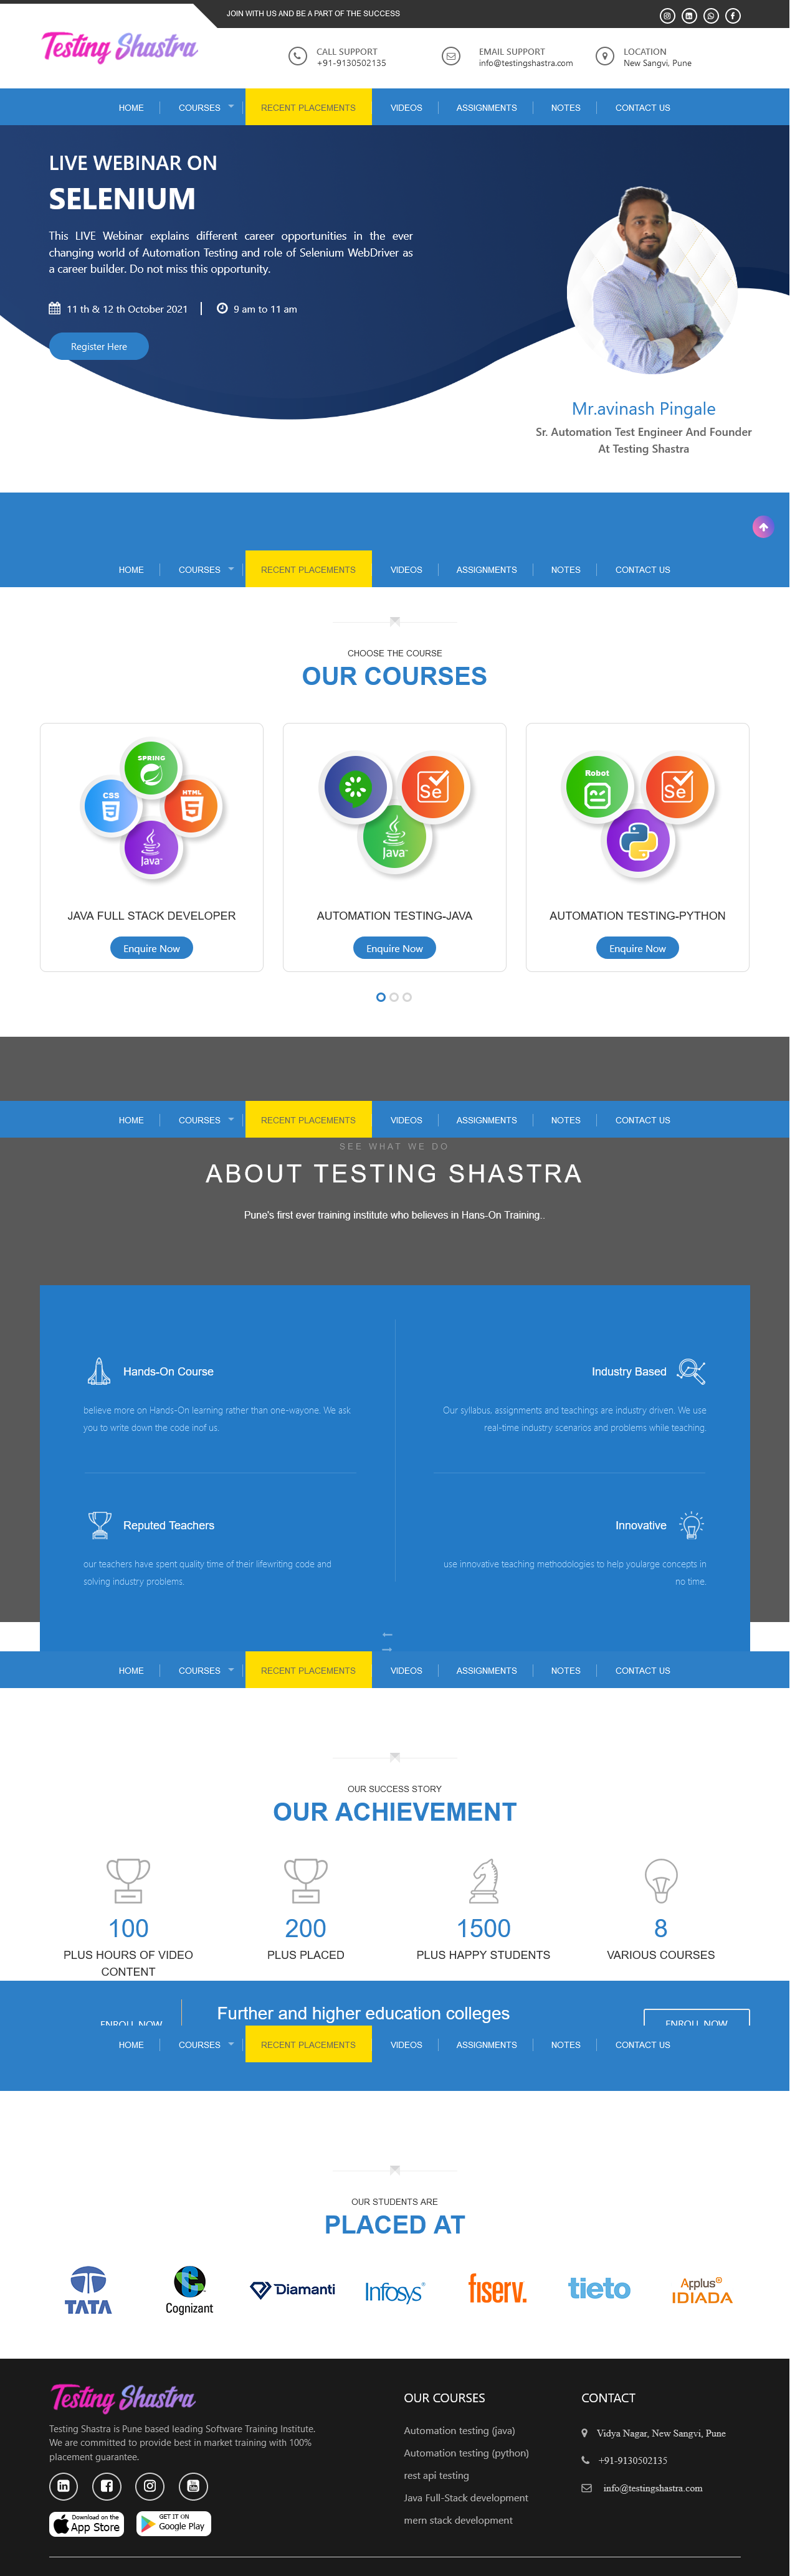 JOIN WITH US AND BE A PART OF THE SUCCESS
Testing Shastra
CALL SUPPORT
+91-9130502135
EMAIL SUPPORT
info@testingshastra.com
LOCATION
New Sangvi, Pune
HOME COURSES RECENT PLACEMENTS VIDEOS ASSIGNMENTS NOTES CONTACT US
LIVE WEBINAR ON
SELENIUM
This LIVE Webinar explains different career opportunities in the ever
changing world of Automation Testing and role of Selenium WebDriver as
a career builder. Do not miss this opportunity.
11 th & 12 th October 2021 | 9 am to 11 am
Register Here
Mr.avinash Pingale
Sr. Automation Test Engineer And Founder
At Testing Shastra
HOME COURSES RECENT PLACEMENTS VIDEOS ASSIGNMENTS NOTES CONTACT US
CHOOSE THE COURSE
OUR COURSES
SPRING
CSS
HTML
Java
JAVA FULL STACK DEVELOPER
Enquire Now
Se
Java
AUTOMATION TESTING-JAVA
Enquire Now
Robot
Se
AUTOMATION TESTING-PYTHON
Enquire Now
HOME COURSES RECENT PLACEMENTS VIDEOS ASSIGNMENTS NOTES CONTACT US
SEE WHAT WE DO
ABOUT TESTING SHASTRA
Pune's first ever training institute who believes in Hans-On Training..
Hands-On Course
believe more on Hands-On learning rather than one-wayone. We ask
you to write down the code inof us.
Industry Based
Our syllabus, assignments and teachings are industry driven. We use
real-time industry scenarios and problems while teaching.
Reputed Teachers
our teachers have spent quality time of their lifewriting code and
solving industry problems.
Innovative
use innovative teaching methodologies to help yoularge concepts in
no time.
HOME COURSES RECENT PLACEMENTS VIDEOS ASSIGNMENTS NOTES CONTACT US
OUR SUCCESS STORY
OUR ACHIEVEMENT
100
PLUS HOURS OF VIDEO
CONTENT
200
PLUS PLACED
1500
PLUS HAPPY STUDENTS
8
VARIOUS COURSES
ENROLL NOW
Further and higher education colleges
ENROLL NOW
HOME COURSES RECENT PLACEMENTS VIDEOS ASSIGNMENTS NOTES CONTACT US
OUR STUDENTS ARE
PLACED AT
TATA
Cognizant
Diamanti
Infosys
fiserv.
tieto
Applus
IDIADA
Testing Shastra
Testing Shastra is Pune based leading Software Training Institute.
We are committed to provide best in market training with 100%
placement guarantee.
Download on the
App Store
GET IT ON
Google Play
OUR COURSES
Automation testing (java)
Automation testing (python)
rest api testing
Java Full-Stack development
mern stack development
CONTACT
Vidya Nagar, New Sangvi, Pune
+91-9130502135
info@testingshastra.com